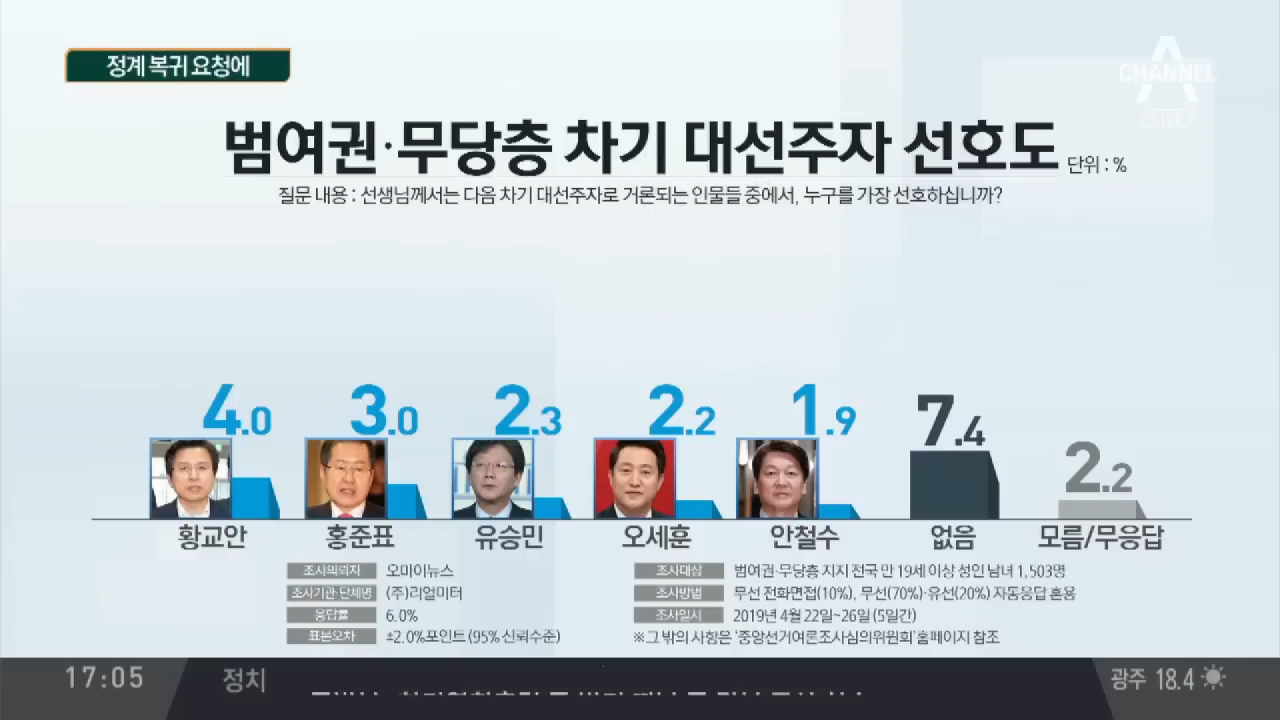 정계 복귀 요청에
CHANNEL A
LIVE
범여권·무당층 차기 대선주자 선호도 단위 : %
질문 내용 : 선생님께서는 다음 차기 대선주자로 거론되는 인물들 중에서, 누구를 가장 선호하십니까?
4.0 3.0 2.3 2.2 1.9 7.4 2.2
황교안 홍준표 유승민 오세훈 안철수 없음 모름/무응답
조사의뢰자 오마이뉴스
조사기관·단체명 (주)리얼미터
응답률 6.0%
표본오차 ±2.0%포인트 (95% 신뢰수준)
조사대상 범여권·무당층 지지 전국 만 19세 이상 성인 남녀 1,503명
조사방법 무선 전화면접(10%), 무선(70%)·유선(20%) 자동응답 혼용
조사일시 2019년 4월 22일~26일 (5일간)
※ 그 밖의 사항은 '중앙선거여론조사심의위원회' 홈페이지 참조
17:05 정치 광주 18.4